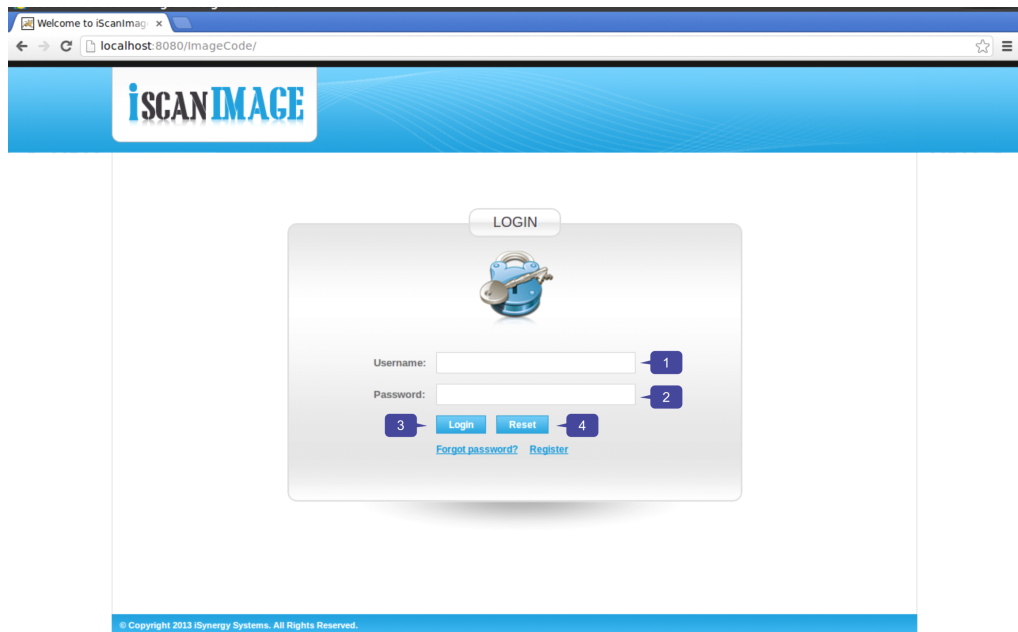 Welcome to iScanImag
localhost:8080/ImageCode/
iSCANIMAGE
LOGIN
Username: 1
Password: 2
3 Login Reset 4
Forgot password? Register
© Copyright 2013 iSynergy Systems. All Rights Reserved.